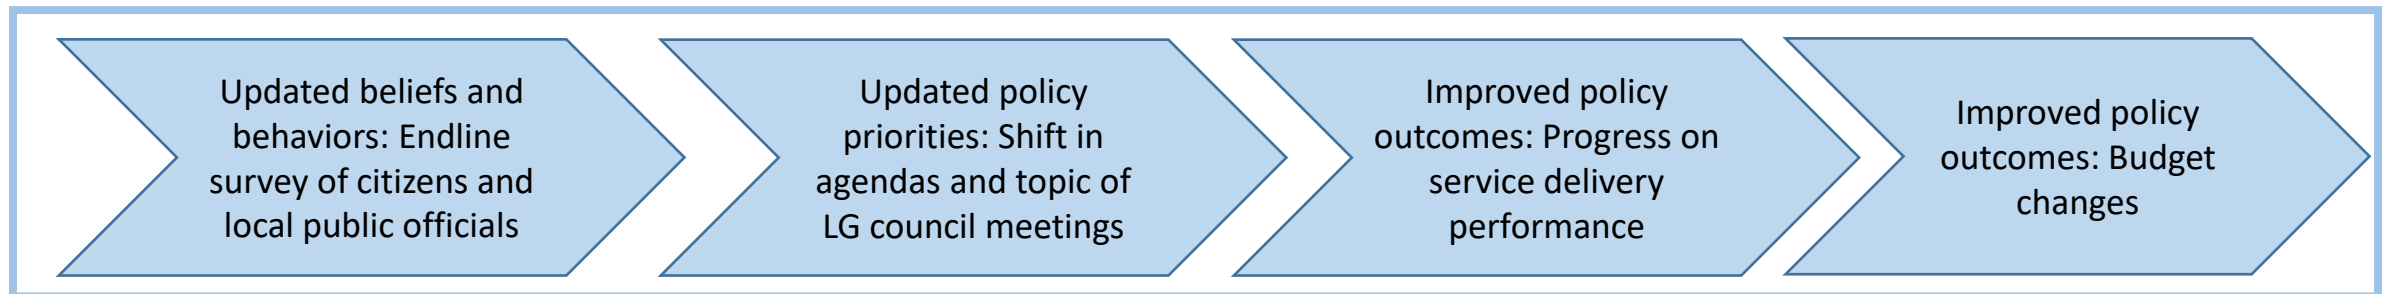 Updated beliefs and
behaviors: Endline
survey of citizens and
local public officials
Updated policy
priorities: Shift in
agendas and topic of
LG council meetings
Improved policy
outcomes: Progress on
service delivery
performance
Improved policy
outcomes: Budget
changes